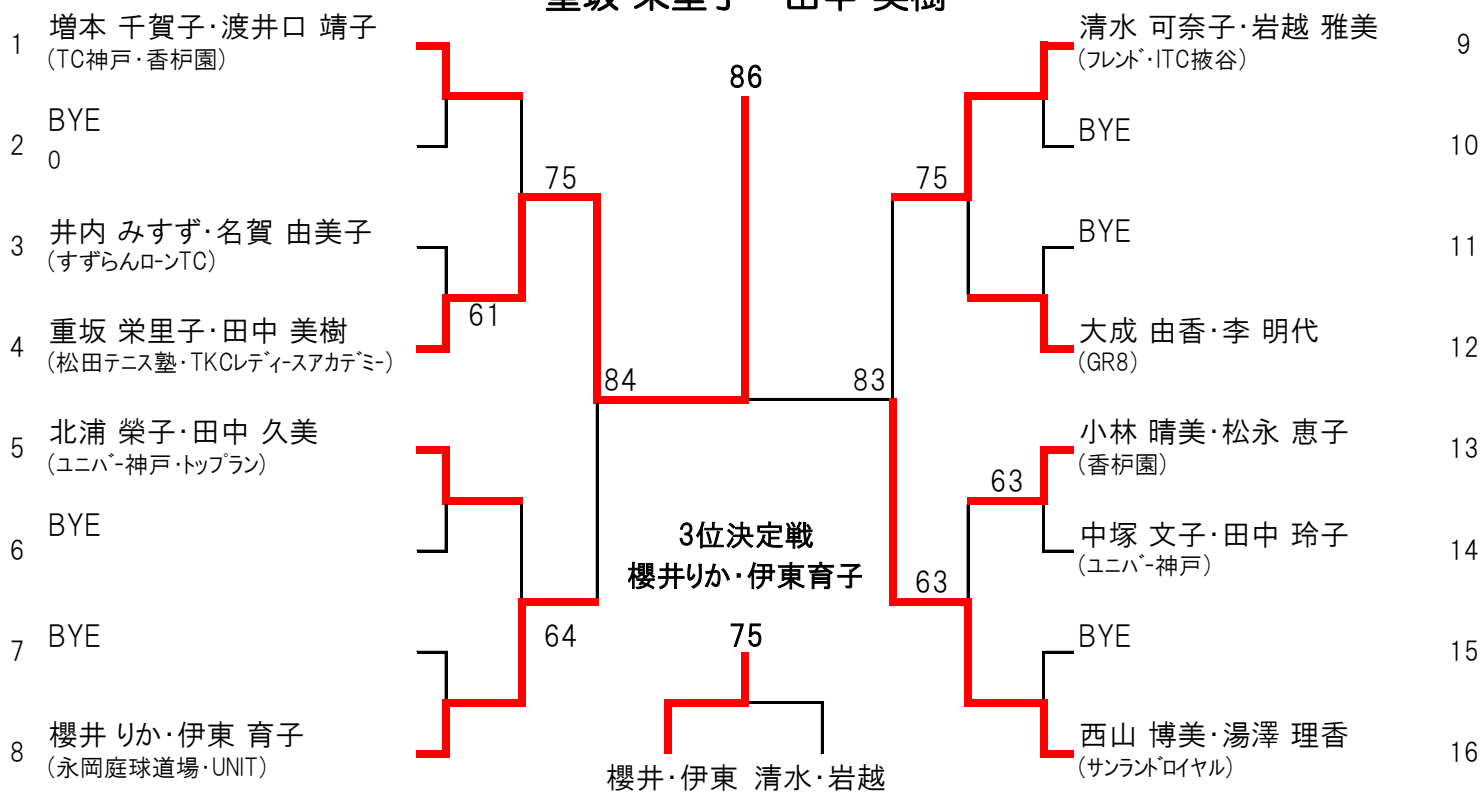 重坂 栄里子・田中 美樹
1 増本 千賀子・渡井口 靖子
(TC神戸・香枦園)
BYE
2 0
3 井内 みすず・名賀 由美子
(すずらんローンTC)
61
4 重坂 栄里子・田中 美樹
(松田テニス塾・TKCレディースアカデミー)
75
5 北浦 榮子・田中 久美
(ユニバー神戸・トップラン)
6 BYE
7 BYE
64
8 櫻井 りか・伊東 育子
(永岡庭球道場・UNIT)
84
86
83
3位決定戦
櫻井りか・伊東育子
75
櫻井・伊東 清水・岩越
清水 可奈子・岩越 雅美 9
(フレンド・ITC掖谷)
BYE 10
75
BYE 11
大成 由香・李 明代 12
(GR8)
小林 晴美・松永 恵子 13
(香枦園)
63
中塚 文子・田中 玲子 14
(ユニバー神戸)
63
BYE 15
西山 博美・湯澤 理香 16
(サンランドロイヤル)